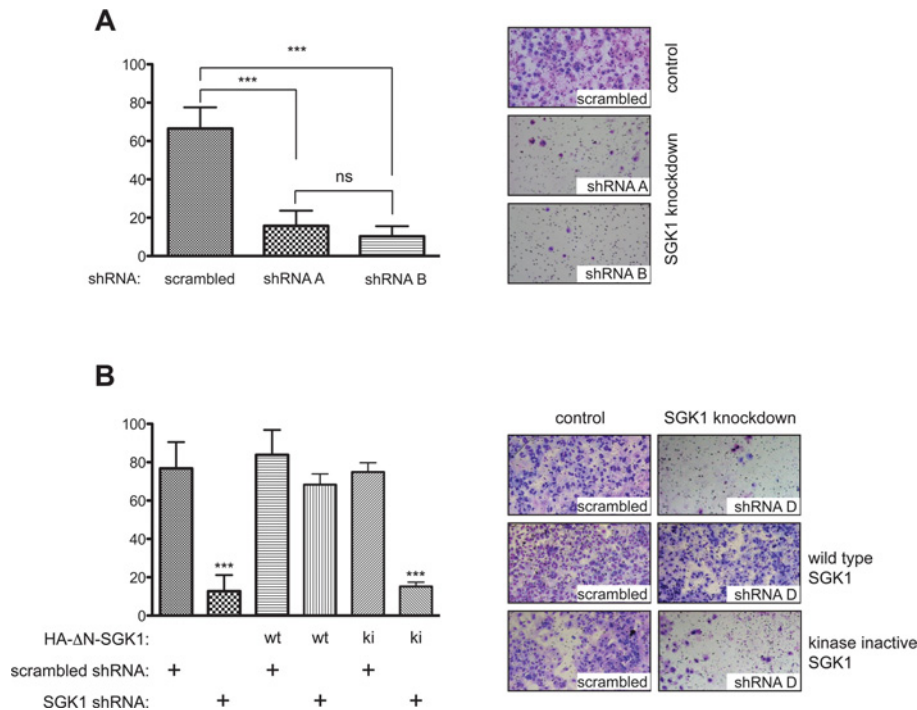 A
***
***
ns
100
80
60
40
20
0
shRNA: scrambled shRNA A shRNA B
scrambled
control
shRNA A
shRNA B
SGK1 knockdown
B
100
80
60
40
20
0
***
***
HA-ΔN-SGK1: wt wt ki ki
scrambled shRNA: + + +
SGK1 shRNA: + + +
control SGK1 knockdown
scrambled shRNA D
scrambled shRNA D
wild type
SGK1
scrambled shRNA D
kinase inactive
SGK1